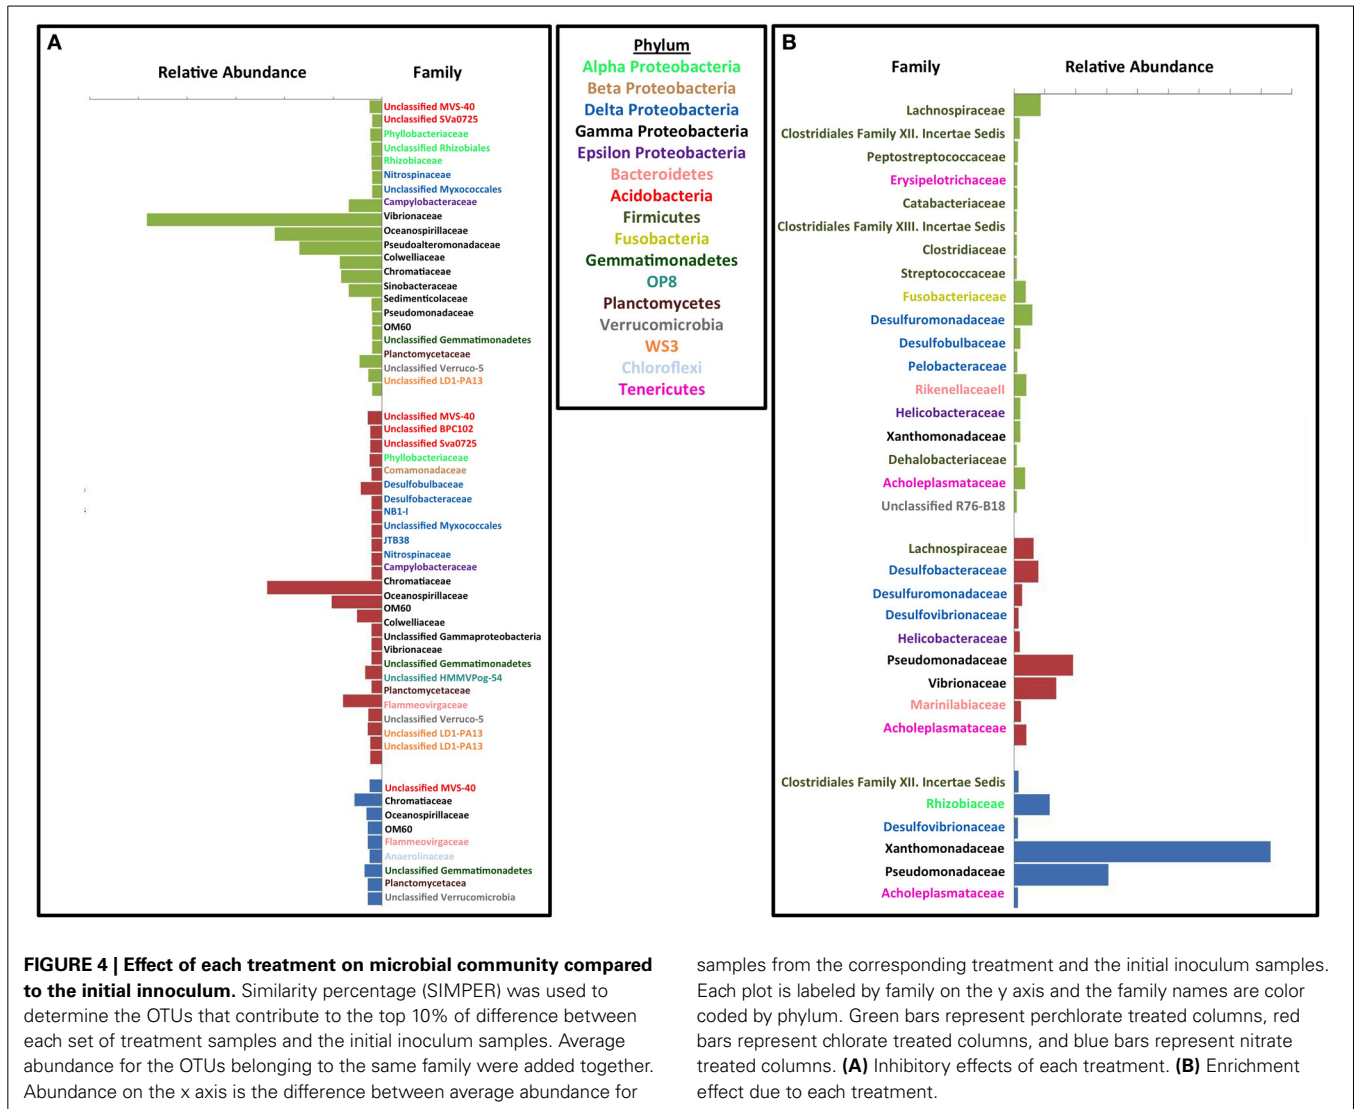 A
Relative Abundance
Family
Unclassified MVS-40
Unclassified SVa0725
Phyllobacteriaceae
Unclassified Rhizobiales
Rhizobiaceae
Nitrospinaceae
Unclassified Myxococcales
Campylobacteraceae
Vibrionaceae
Oceanospirillaceae
Pseudoalteromonadaceae
Colwelliaceae
Chromatiaceae
Sinobacteraceae
Sedimenticolaceae
Pseudomonadaceae
OM60
Unclassified Gemmatimonadetes
Planctomycetaceae
Unclassified Verruco-5
Unclassified LD1-PA13
Unclassified MVS-40
Unclassified BPC102
Unclassified Sva0725
Phyllobacteriaceae
Comamonadaceae
Desulfobulbaceae
Desulfobacteraceae
NB1-I
Unclassified Myxococcales
JTB38
Nitrospinaceae
Campylobacteraceae
Chromatiaceae
Oceanospirillaceae
OM60
Colwelliaceae
Unclassified Gammaproteobacteria
Vibrionaceae
Unclassified Gemmatimonadetes
Unclassified HMMVPog-54
Planctomycetaceae
Flammeovirgaceae
Unclassified Verruco-5
Unclassified LD1-PA13
Unclassified LD1-PA13
Unclassified MVS-40
Chromatiaceae
Oceanospirillaceae
OM60
Flammeovirgaceae
Anaerolinaceae
Unclassified Gemmatimonadetes
Planctomycetacea
Unclassified Verrucomicrobia
Phylum
Alpha Proteobacteria
Beta Proteobacteria
Delta Proteobacteria
Gamma Proteobacteria
Epsilon Proteobacteria
Bacteroidetes
Acidobacteria
Firmicutes
Fusobacteria
Gemmatimonadetes
OP8
Planctomycetes
Verrucomicrobia
WS3
Chloroflexi
Tenericutes
B
Family
Relative Abundance
Lachnospiraceae
Clostridiales Family XII. Incertae Sedis
Peptostreptococcaceae
Erysipelotrichaceae
Catabacteriaceae
Clostridiales Family XIII. Incertae Sedis
Clostridiaceae
Streptococcaceae
Fusobacteriaceae
Desulfuromonadaceae
Desulfobulbaceae
Pelobacteraceae
RikenellaceaeII
Helicobacteraceae
Xanthomonadaceae
Dehalobacteriaceae
Acholeplasmataceae
Unclassified R76-B18
Lachnospiraceae
Desulfobacteraceae
Desulfuromonadaceae
Desulfovibrionaceae
Helicobacteraceae
Pseudomonadaceae
Vibrionaceae
Marinilabiaceae
Acholeplasmataceae
Clostridiales Family XII. Incertae Sedis
Rhizobiaceae
Desulfovibrionaceae
Xanthomonadaceae
Pseudomonadaceae
Acholeplasmataceae
FIGURE 4 | Effect of each treatment on microbial community compared
to the initial innoculum. Similarity percentage (SIMPER) was used to
determine the OTUs that contribute to the top 10% of difference between
each set of treatment samples and the initial inoculum samples. Average
abundance for the OTUs belonging to the same family were added together.
Abundance on the x axis is the difference between average abundance for
samples from the corresponding treatment and the initial inoculum samples.
Each plot is labeled by family on the y axis and the family names are color
coded by phylum. Green bars represent perchlorate treated columns, red
bars represent chlorate treated columns, and blue bars represent nitrate
treated columns. (A) Inhibitory effects of each treatment. (B) Enrichment
effect due to each treatment.